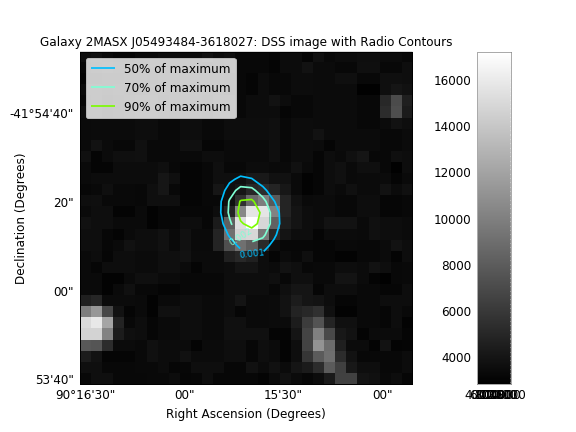 Galaxy 2MASX J05493484-3618027: DSS image with Radio Contours
50% of maximum
70% of maximum
90% of maximum
-41°54'40"
20"
00"
53'40"
Declination (Degrees)
0.001
90°16'30"
00"
15'30"
00"
Right Ascension (Degrees)
16000
14000
12000
10000
8000
6000
4000